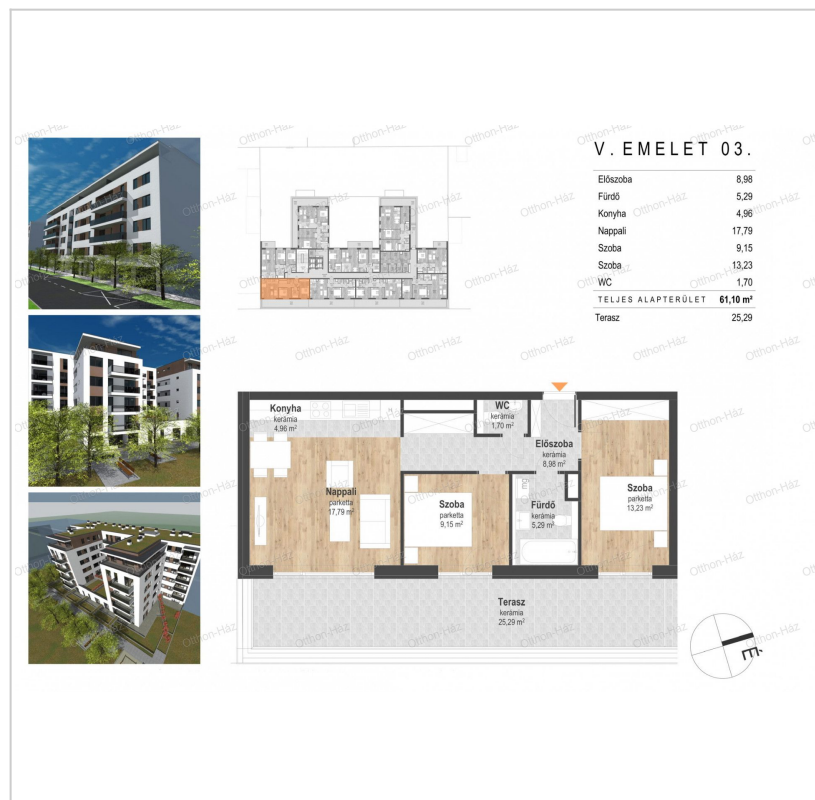 V. EMELET 03.
Előszoba 8,98
Fürdő 5,29
Konyha 4,96
Nappali 17,79
Szoba 9,15
Szoba 13,23
WC 1,70
TELJES ALAPTERÜLET 61,10 m²
Terasz 25,29
Konyha
kerámia
4,96 m²
WC
kerámia
1,70 m²
Előszoba
kerámia
8,98 m²
Nappali
parketta
17,79 m²
Szoba
parketta
9,15 m²
Fürdő
kerámia
5,29 m²
Szoba
parketta
13,23 m²
Terasz
kerámia
25,29 m²
É
Otthon-Ház